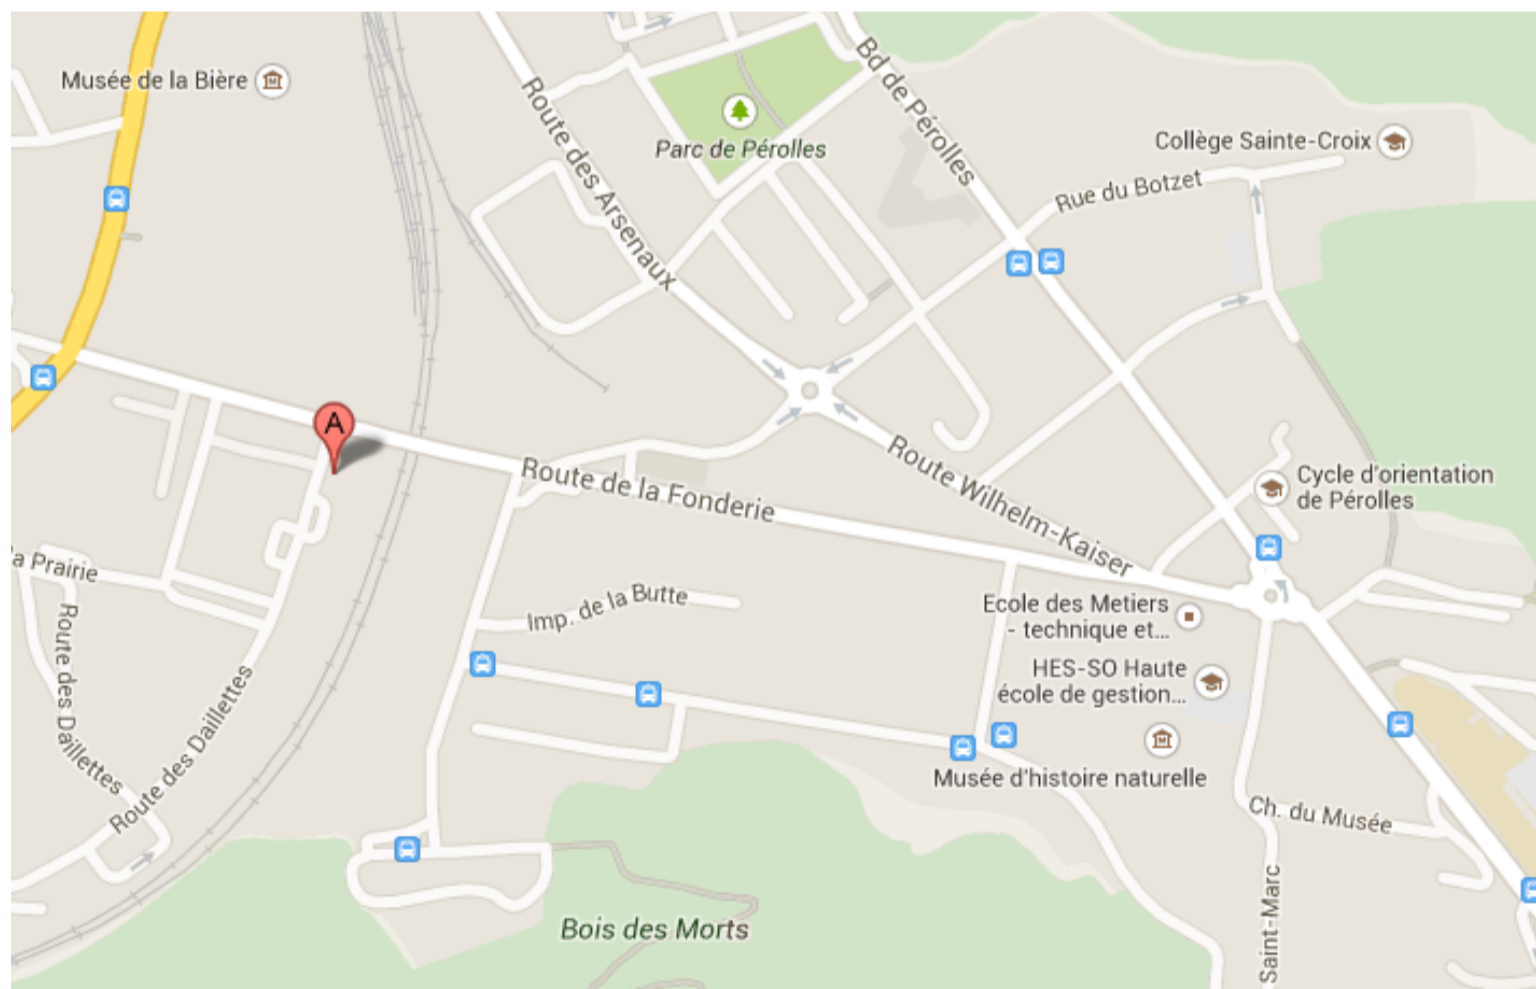 Musée de la Bière
Route des Arsenaux
Parc de Pérolles
Bd de Pérolles
Collège Sainte-Croix
Rue du Botzet
A
Route de la Fonderie
Route Wilhelm-Kaiser
Cycle d'orientation
de Pérolles
a Prairie
Route des Daillettes
Route des Daillettes
Imp. de la Butte
Ecole des Metiers
- technique et...
HES-SO Haute
école de gestion...
Musée d'histoire naturelle
Ch. du Musée
Saint-Marc
Bois des Morts